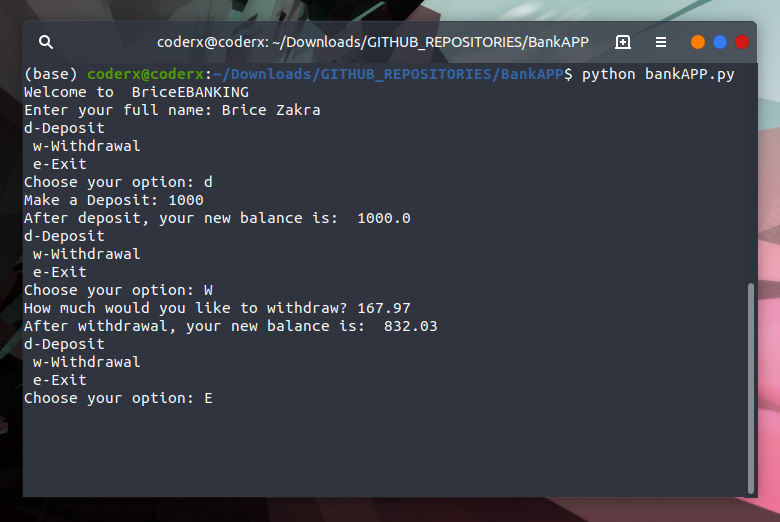 coderx@coderx: ~/Downloads/GITHUB_REPOSITORIES/BankAPP
(base) coderx@coderx:~/Downloads/GITHUB_REPOSITORIES/BankAPP$ python bankAPP.py
Welcome to  BriceEBANKING
Enter your full name: Brice Zakra
d-Deposit
 w-Withdrawal
 e-Exit
Choose your option: d
Make a Deposit: 1000
After deposit, your new balance is:  1000.0
d-Deposit
 w-Withdrawal
 e-Exit
Choose your option: W
How much would you like to withdraw? 167.97
After withdrawal, your new balance is:  832.03
d-Deposit
 w-Withdrawal
 e-Exit
Choose your option: E